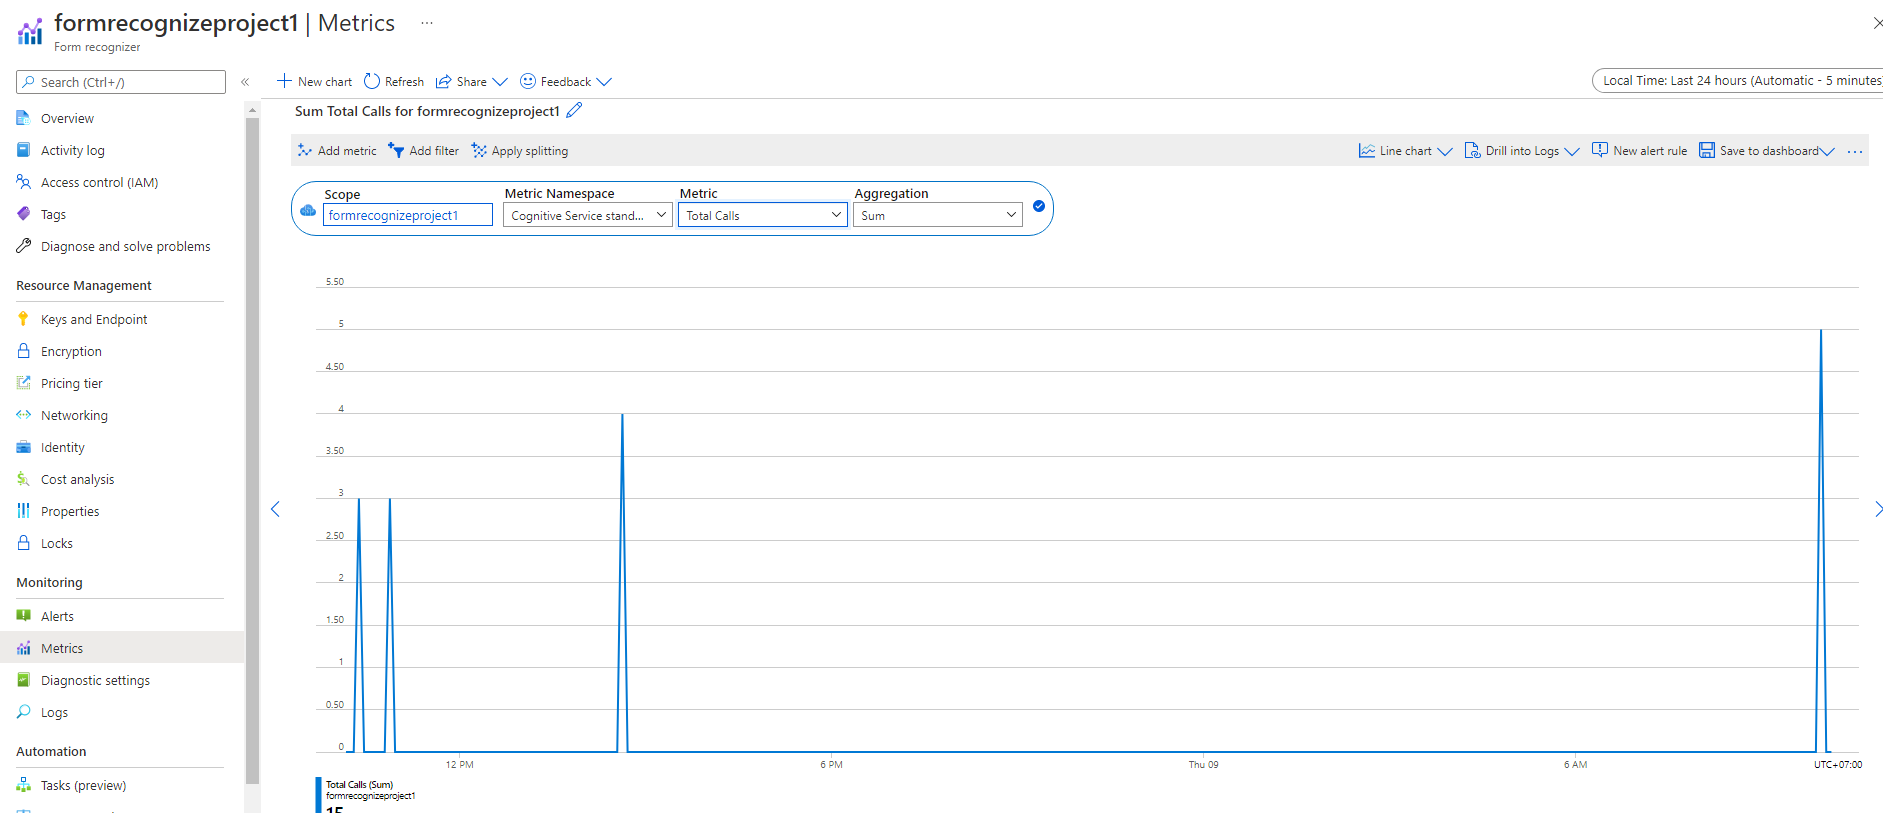 formrecognizeproject1 | Metrics ...
Form recognizer
Search (Ctrl+/)
«
New chart Refresh Share Feedback
Local Time: Last 24 hours (Automatic - 5 minutes
Overview
Activity log
Access control (IAM)
Tags
Diagnose and solve problems
Resource Management
Keys and Endpoint
Encryption
Pricing tier
Networking
Identity
Cost analysis
Properties
Locks
Monitoring
Alerts
Metrics
Diagnostic settings
Logs
Automation
Tasks (preview)
Sum Total Calls for formrecognizeproject1
Add metric Add filter Apply splitting
Line chart Drill into Logs New alert rule Save to dashboard ...
Scope Metric Namespace Metric Aggregation
formrecognizeproject1 Cognitive Service stand... Total Calls Sum
5.50
5
4.50
4
3.50
3
2.50
2
1.50
1
0.50
0
12 PM 6 PM Thu 09 6 AM UTC+07:00
Total Calls (Sum)
formrecognizeproject1
15